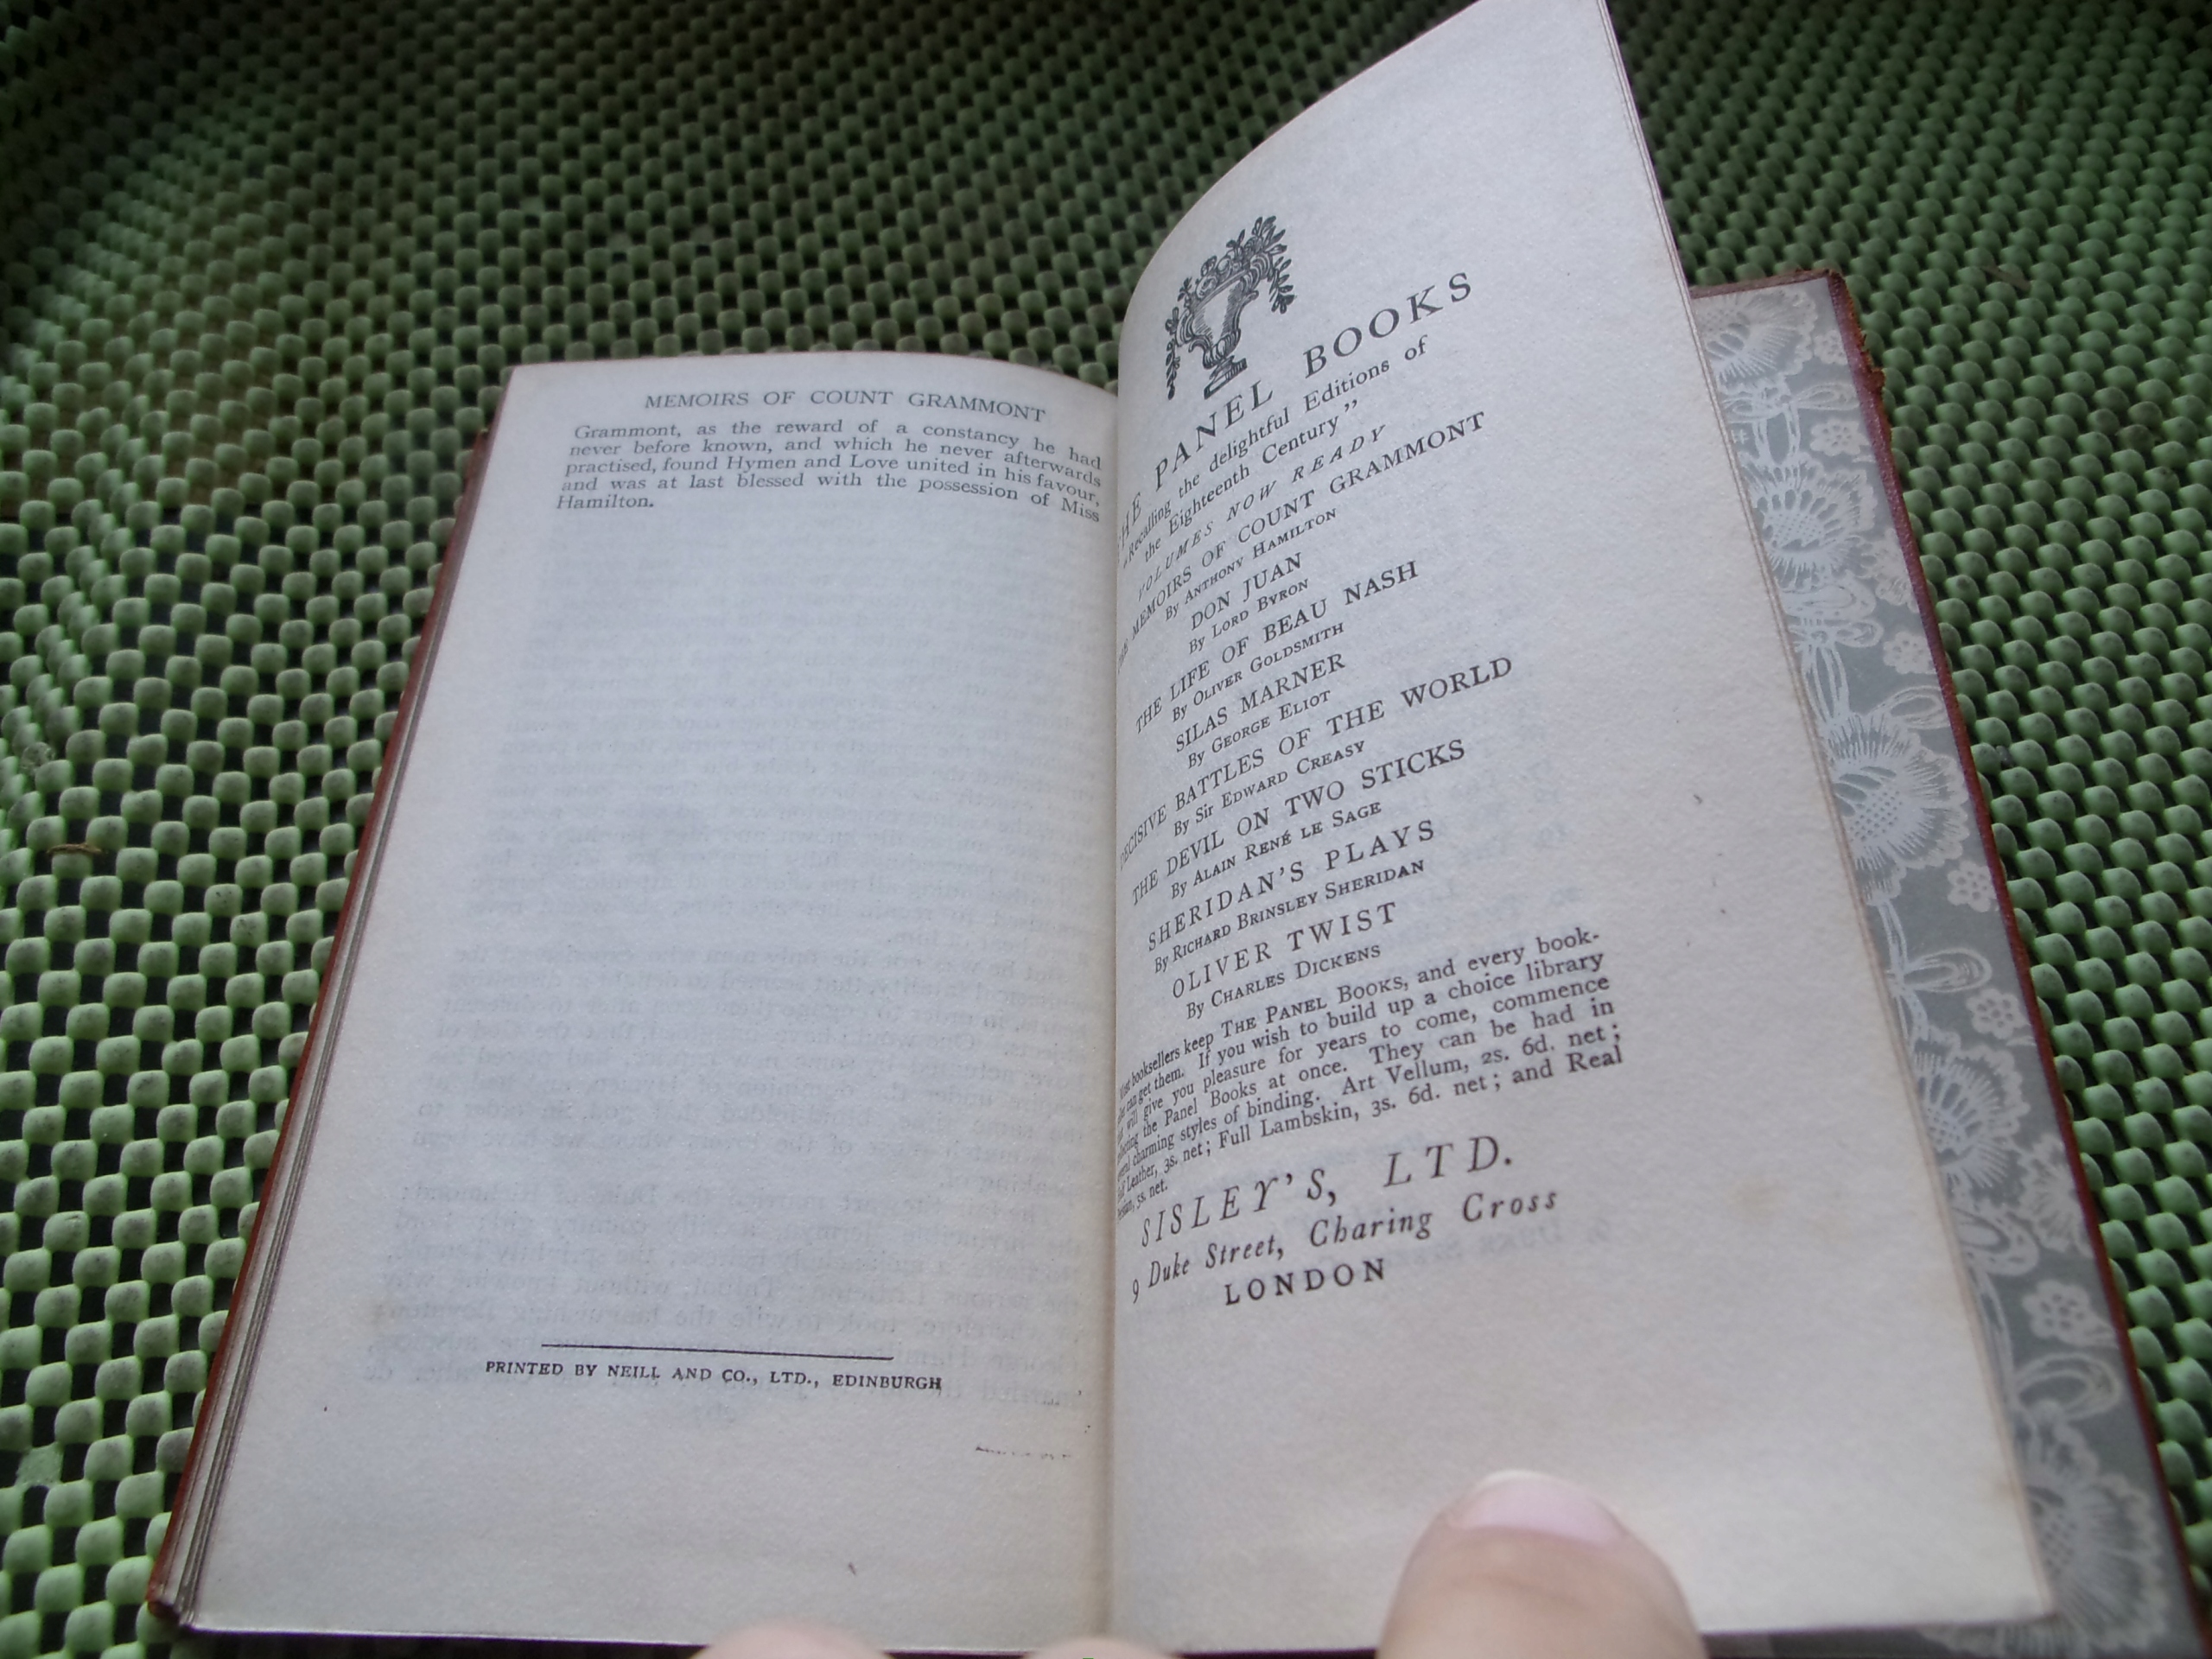 MEMOIRS OF COUNT GRAMMONT
Grammont, as the reward of a constancy he had
never before known, and which he never afterwards
practised, found Hymen and Love united in his favour,
and was at last blessed with the possession of Miss
Hamilton.
PRINTED BY NEILL AND CO., LTD., EDINBURGH
HE PANEL BOOKS
"Recalling the delightful Editions of
the Eighteenth Century"
VOLUMES NOW READY
MEMOIRS OF COUNT GRAMMONT
By ANTHONY HAMILTON
DON JUAN
By LORD BYRON
THE LIFE OF BEAU NASH
By OLIVER GOLDSMITH
SILAS MARNER
By GEORGE ELIOT
DECISIVE BATTLES OF THE WORLD
By SIR EDWARD CREASY
THE DEVIL ON TWO STICKS
By ALAIN RENÉ LE SAGE
SHERIDAN'S PLAYS
By RICHARD BRINSLEY SHERIDAN
OLIVER TWIST
By CHARLES DICKENS
booksellers keep THE PANEL BOOKS, and every book-
can get them. If you wish to build up a choice library
will give you pleasure for years to come, commence
the Panel Books at once. They can be had in
charming styles of binding. Art Vellum, 2s. 6d. net;
Leather, 3s. net; Full Lambskin, 3s. 6d. net; and Real
5s. net.
SISLEY'S, LTD.
9 Duke Street, Charing Cross
LONDON